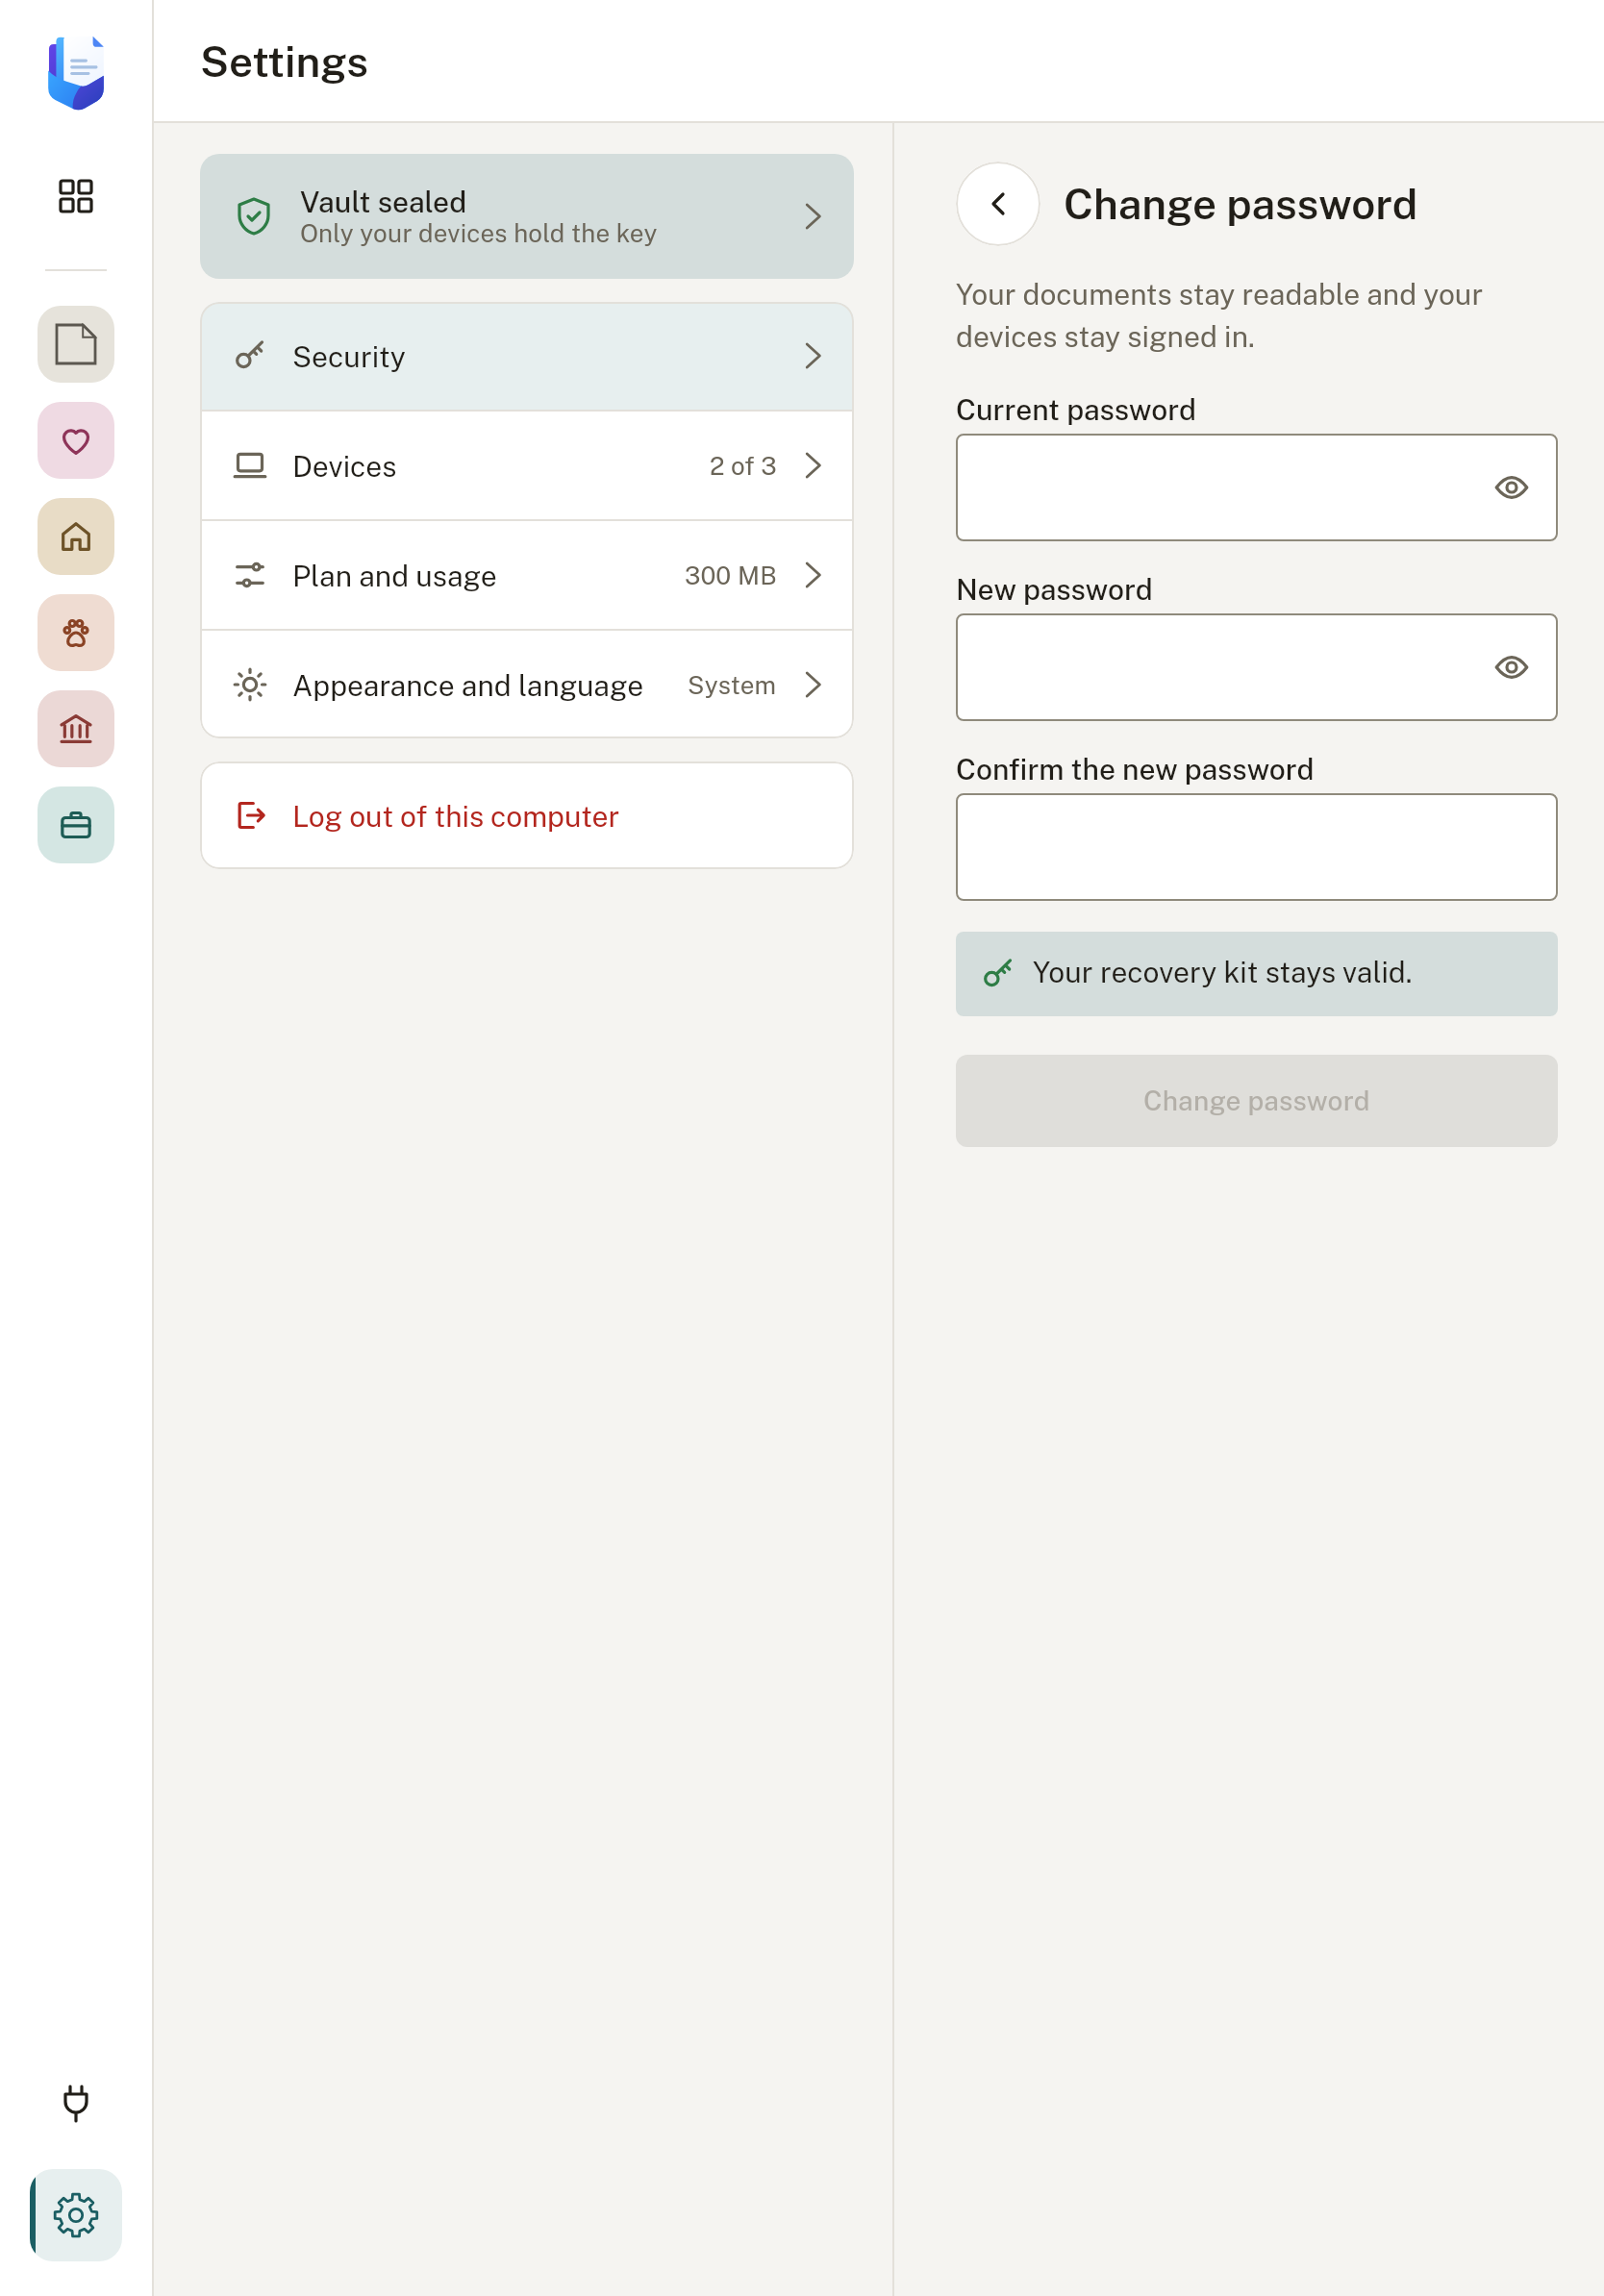 Settings
Vault sealed
Only your devices hold the key
Security
Devices
2 of 3
Plan and usage
300 MB
Appearance and language
System
Log out of this computer
Change password
Your documents stay readable and your
devices stay signed in.
Current password
New password
Confirm the new password
Your recovery kit stays valid.
Change password